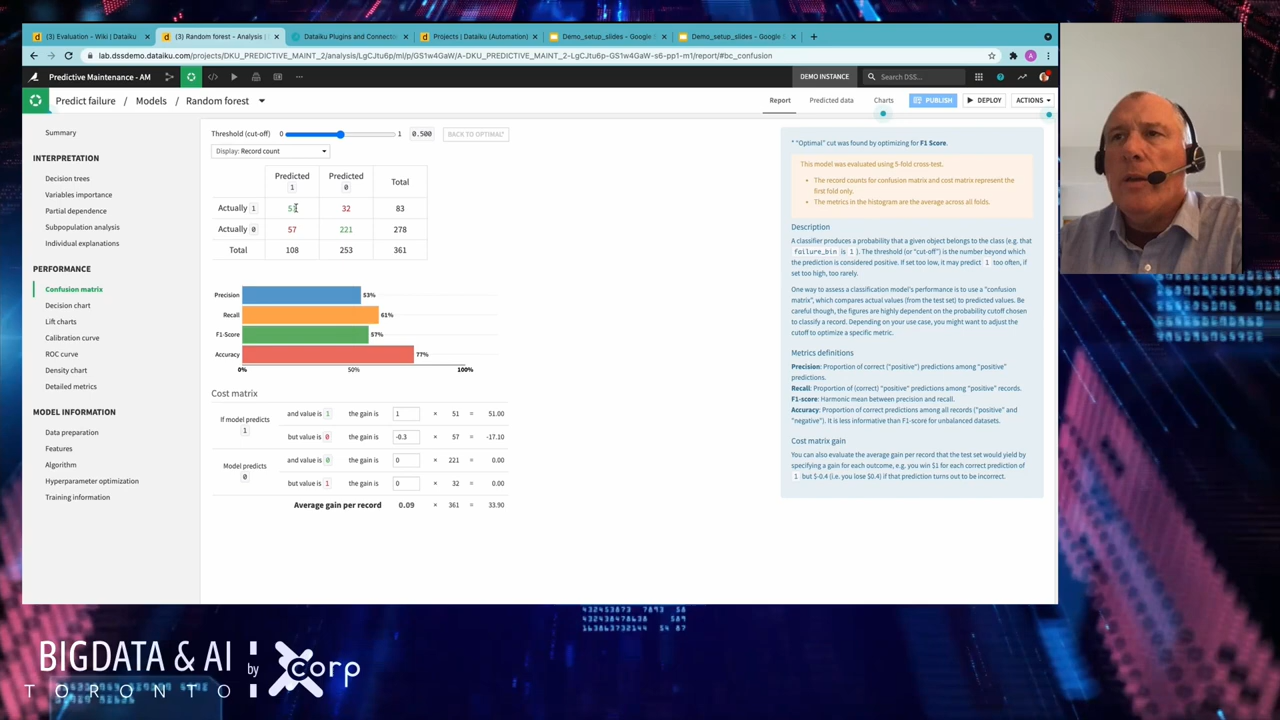 (3) Evaluation - Wiki | Dataiku
(3) Random forest - Analysis |
Dataiku Plugins and Connecto
Projects | Dataiku (Automation)
Demo_setup_slides - Google S
Demo_setup_slides - Google S
lab.dssdemo.dataiku.com/projects/DKU_PREDICTIVE_MAINT_2/analysis/LgCJtu6p/ml/p/GS1w4GaW/A-DKU_PREDICTIVE_MAINT_2-LgCJtu6p-GS1w4GaW-s6-pp1-m1/report/#bc_confusion
A
Predictive Maintenance - AM
DEMO INSTANCE
Search DSS...
Predict failure
Models
Random forest
Report
Predicted data
Charts
PUBLISH
DEPLOY
ACTIONS
Summary
INTERPRETATION
Decision trees
Variables importance
Partial dependence
Subpopulation analysis
Individual explanations
PERFORMANCE
Confusion matrix
Decision chart
Lift charts
Calibration curve
ROC curve
Density chart
Detailed metrics
MODEL INFORMATION
Data preparation
Features
Algorithm
Hyperparameter optimization
Training information
Threshold (cut-off) 0 1 0.500 BACK TO OPTIMAL*
Display: Record count
Predicted 1 Predicted 0 Total
Actually 1 32 83
Actually 0 57 221 278
Total 108 253 361
Precision 53%
Recall 61%
F1-Score 57%
Accuracy 77%
0% 50% 100%
Cost matrix
If model predicts 1
and value is 1 the gain is 1 × 51 = 51.00
but value is 0 the gain is -0.3 × 57 = -17.10
Model predicts 0
and value is 0 the gain is 0 × 221 = 0.00
but value is 1 the gain is 0 × 32 = 0.00
Average gain per record 0.09 × 361 = 33.90
* "Optimal" cut was found by optimizing for F1 Score.
This model was evaluated using 5-fold cross-test.
• The record counts for confusion matrix and cost matrix represent the
first fold only.
• The metrics in the histogram are the average across all folds.
Description
A classifier produces a probability that a given object belongs to the class (e.g. that
failure_bin is 1 ). The threshold (or "cut-off") is the number beyond which
the prediction is considered positive. If set too low, it may predict 1 too often, if
set too high, too rarely.
One way to assess a classification model's performance is to use a "confusion
matrix", which compares actual values (from the test set) to predicted values. Be
careful though, the figures are highly dependent on the probability cutoff chosen
to classify a record. Depending on your use case, you might want to adjust the
cutoff to optimize a specific metric.
Metrics definitions
Precision: Proportion of correct ("positive") predictions among "positive"
predictions.
Recall: Proportion of (correct) "positive" predictions among "positive" records.
F1-score: Harmonic mean between precision and recall.
Accuracy: Proportion of correct predictions among all records ("positive" and
"negative"). It is less informative than F1-score for unbalanced datasets.
Cost matrix gain
You can also evaluate the average gain per record that the test set would yield by
specifying a gain for each outcome, e.g. you win $1 for each correct prediction of
1 but $-0.4 (i.e. you lose $0.4) if that prediction turns out to be incorrect.
BIGDATA & AI
TORONTO
by
corp